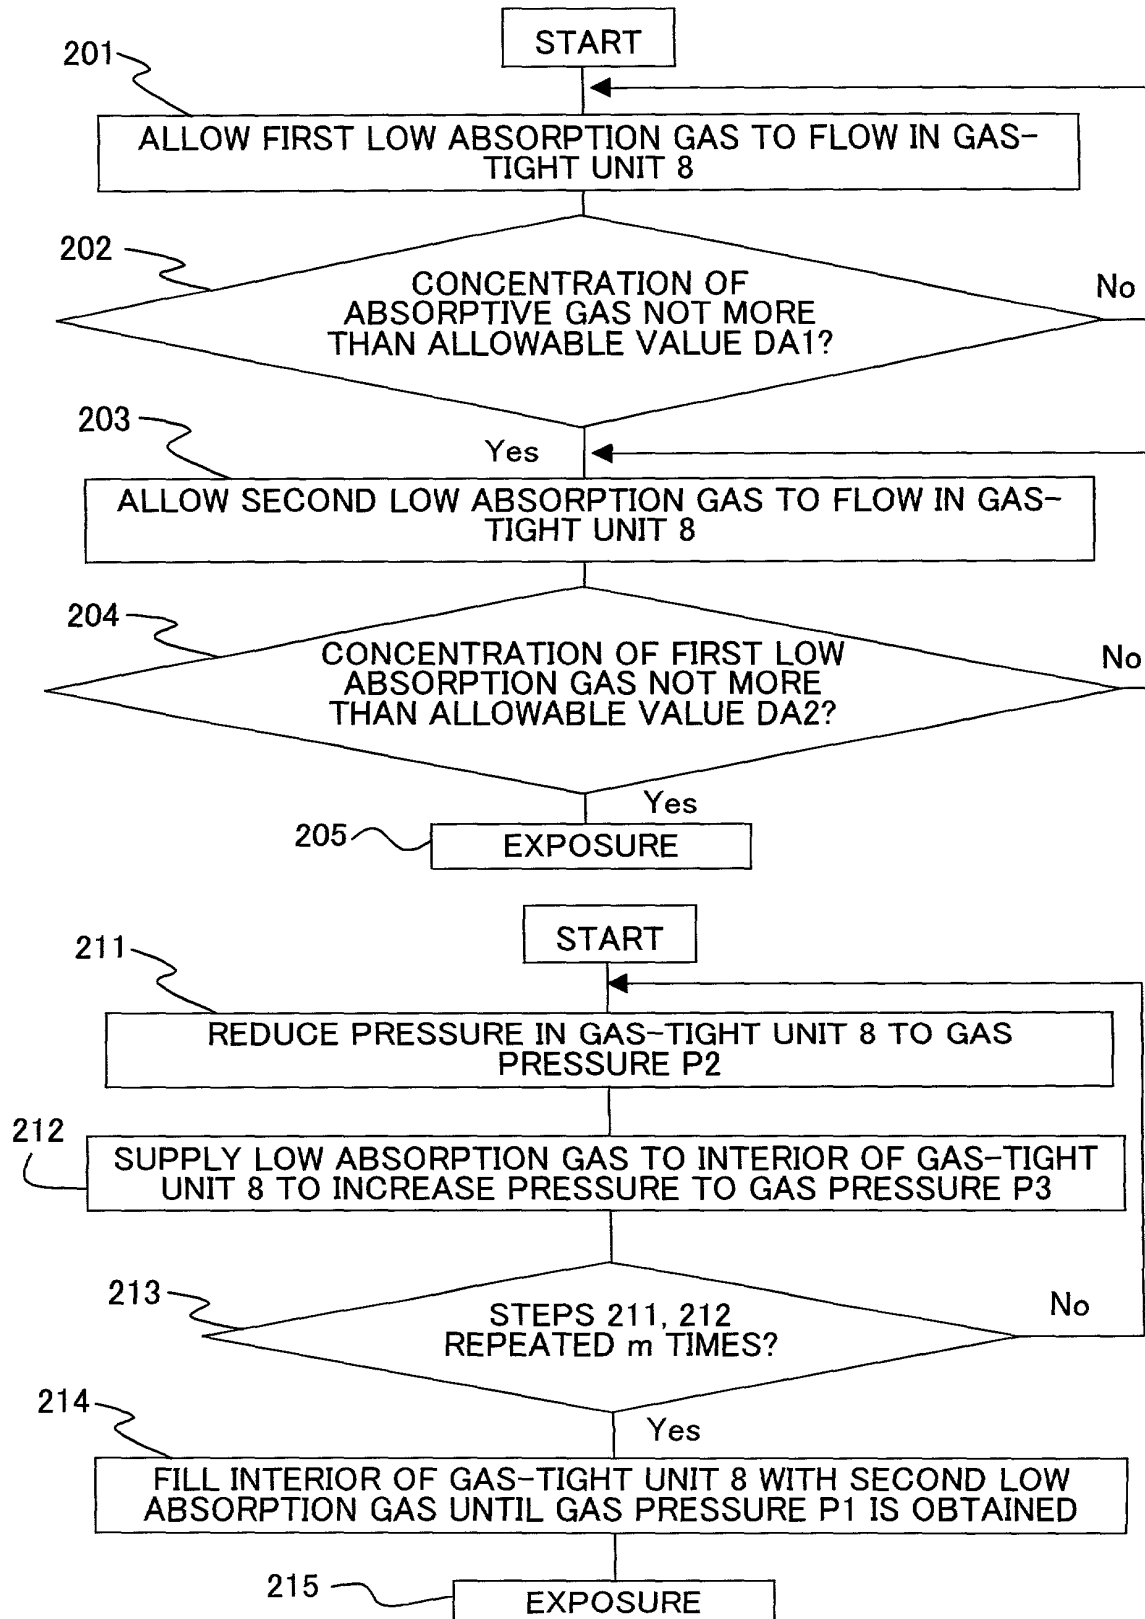 START
201
ALLOW FIRST LOW ABSORPTION GAS TO FLOW IN GAS-
TIGHT UNIT 8
202
CONCENTRATION OF
ABSORPTIVE GAS NOT MORE
THAN ALLOWABLE VALUE DA1?
No
203
Yes
ALLOW SECOND LOW ABSORPTION GAS TO FLOW IN GAS-
TIGHT UNIT 8
204
CONCENTRATION OF FIRST LOW
ABSORPTION GAS NOT MORE
THAN ALLOWABLE VALUE DA2?
No
Yes
205
EXPOSURE
START
211
REDUCE PRESSURE IN GAS-TIGHT UNIT 8 TO GAS
PRESSURE P2
212
SUPPLY LOW ABSORPTION GAS TO INTERIOR OF GAS-TIGHT
UNIT 8 TO INCREASE PRESSURE TO GAS PRESSURE P3
213
STEPS 211, 212
REPEATED m TIMES?
No
214
Yes
FILL INTERIOR OF GAS-TIGHT UNIT 8 WITH SECOND LOW
ABSORPTION GAS UNTIL GAS PRESSURE P1 IS OBTAINED
215
EXPOSURE